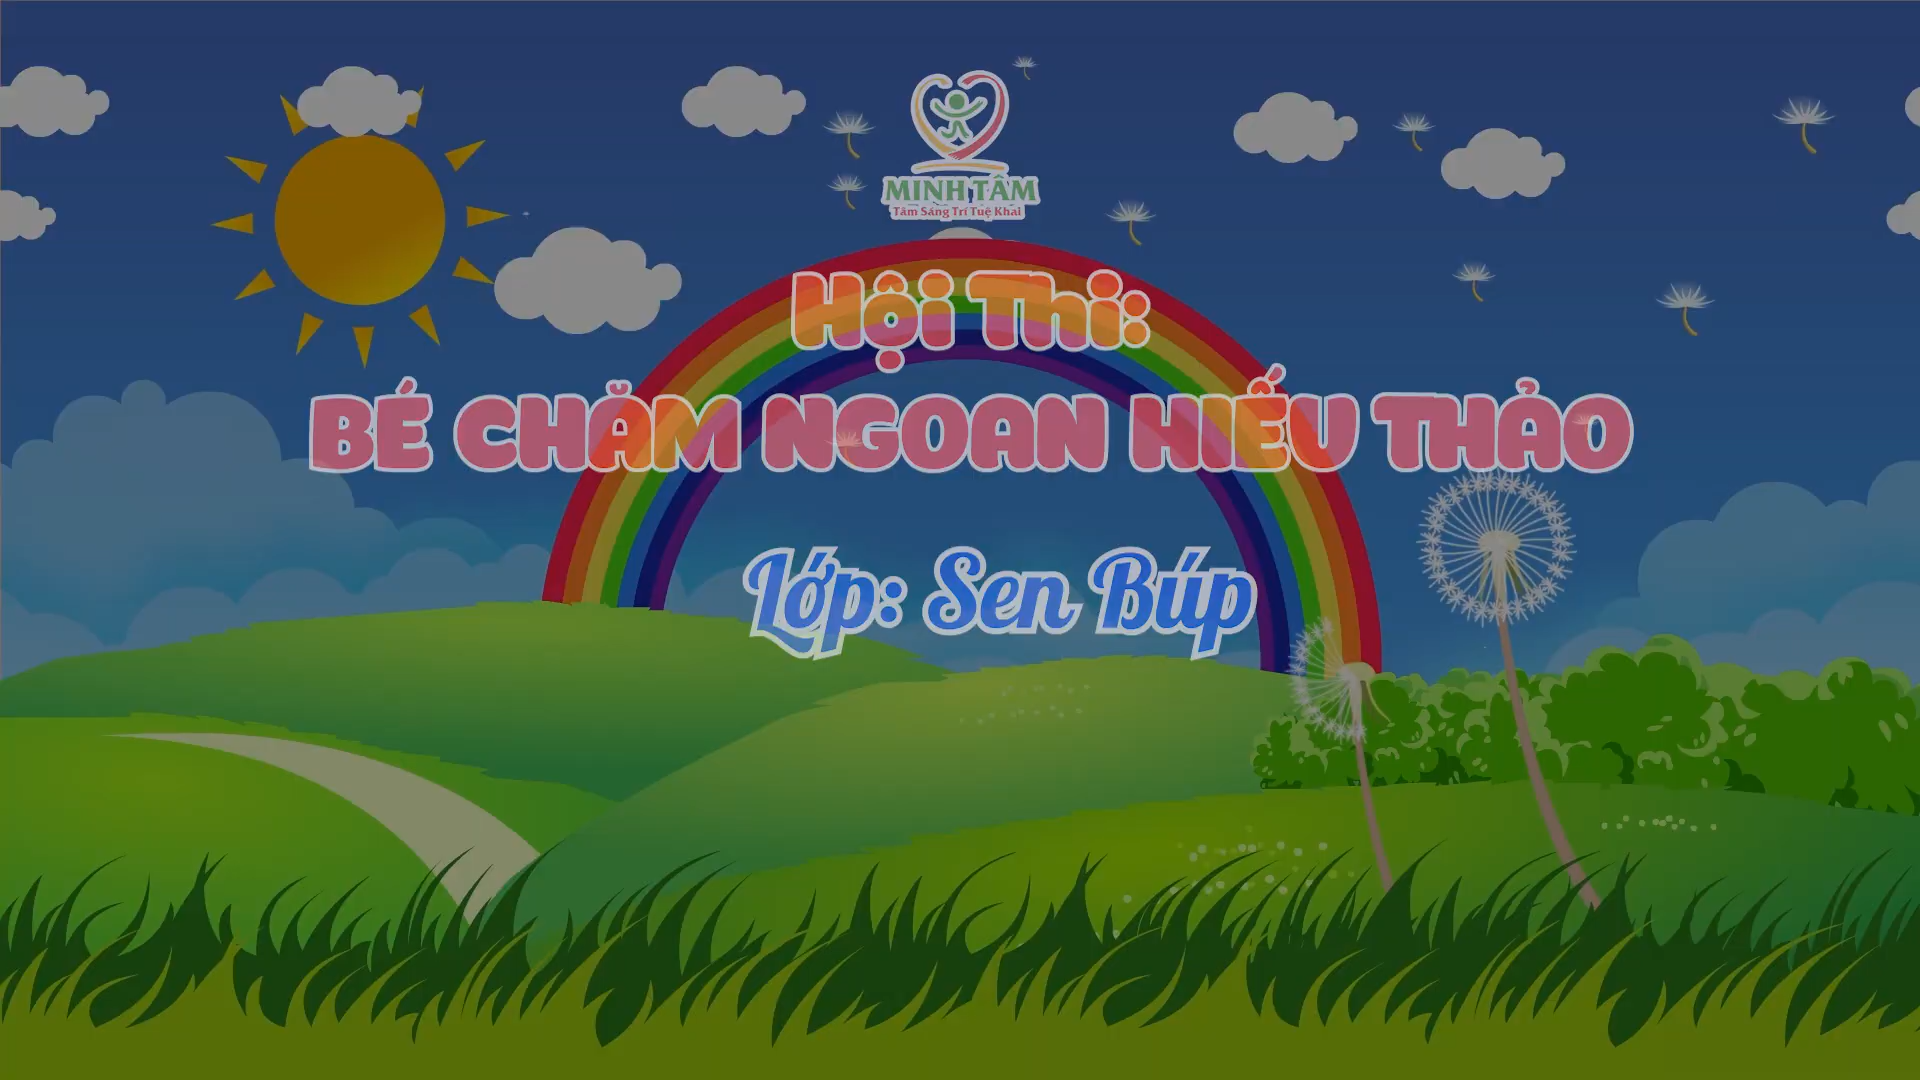 MINH TÂM
Tâm Sáng Trí Tuệ Khai
Hội Thi:
BÉ CHĂM NGOAN HIẾU THẢO
Lớp: Sen Búp